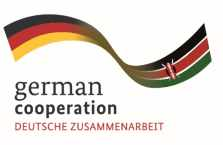 german
cooperation
DEUTSCHE ZUSAMMENARBEIT